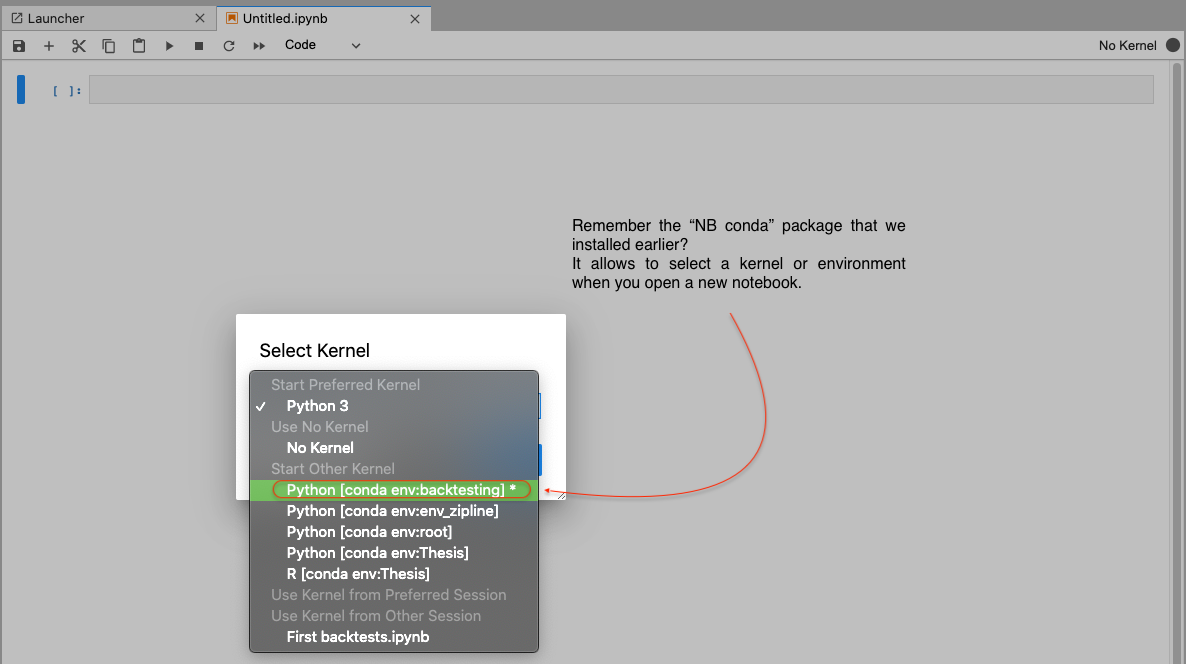 Launcher
Untitled.ipynb
Code
No Kernel
[ ]:
Remember the “NB conda” package that we
installed earlier?
It allows to select a kernel or environment
when you open a new notebook.
Select Kernel
Start Preferred Kernel
✓ Python 3
Use No Kernel
No Kernel
Start Other Kernel
Python [conda env:backtesting] *
Python [conda env:env_zipline]
Python [conda env:root]
Python [conda env:Thesis]
R [conda env:Thesis]
Use Kernel from Preferred Session
Use Kernel from Other Session
First backtests.ipynb